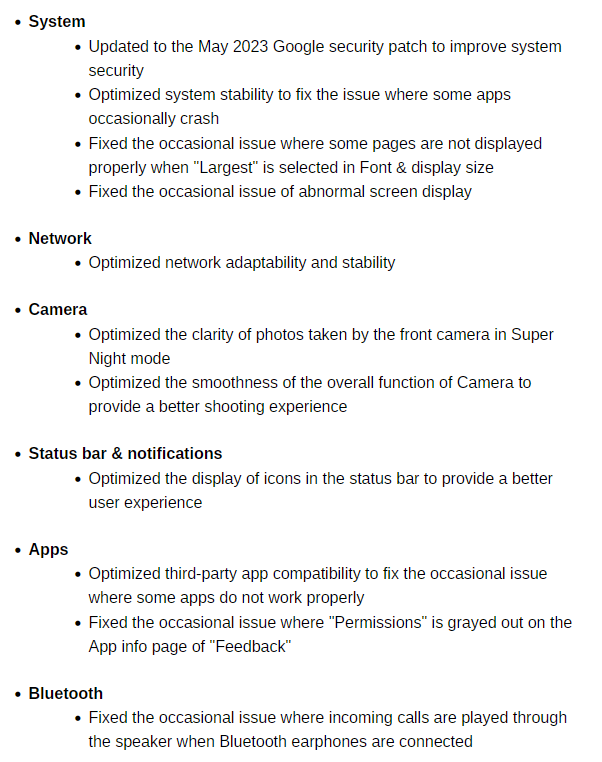 System
Updated to the May 2023 Google security patch to improve system
security
Optimized system stability to fix the issue where some apps
occasionally crash
Fixed the occasional issue where some pages are not displayed
properly when "Largest" is selected in Font & display size
Fixed the occasional issue of abnormal screen display
Network
Optimized network adaptability and stability
Camera
Optimized the clarity of photos taken by the front camera in Super
Night mode
Optimized the smoothness of the overall function of Camera to
provide a better shooting experience
Status bar & notifications
Optimized the display of icons in the status bar to provide a better
user experience
Apps
Optimized third-party app compatibility to fix the occasional issue
where some apps do not work properly
Fixed the occasional issue where "Permissions" is grayed out on the
App info page of "Feedback"
Bluetooth
Fixed the occasional issue where incoming calls are played through
the speaker when Bluetooth earphones are connected